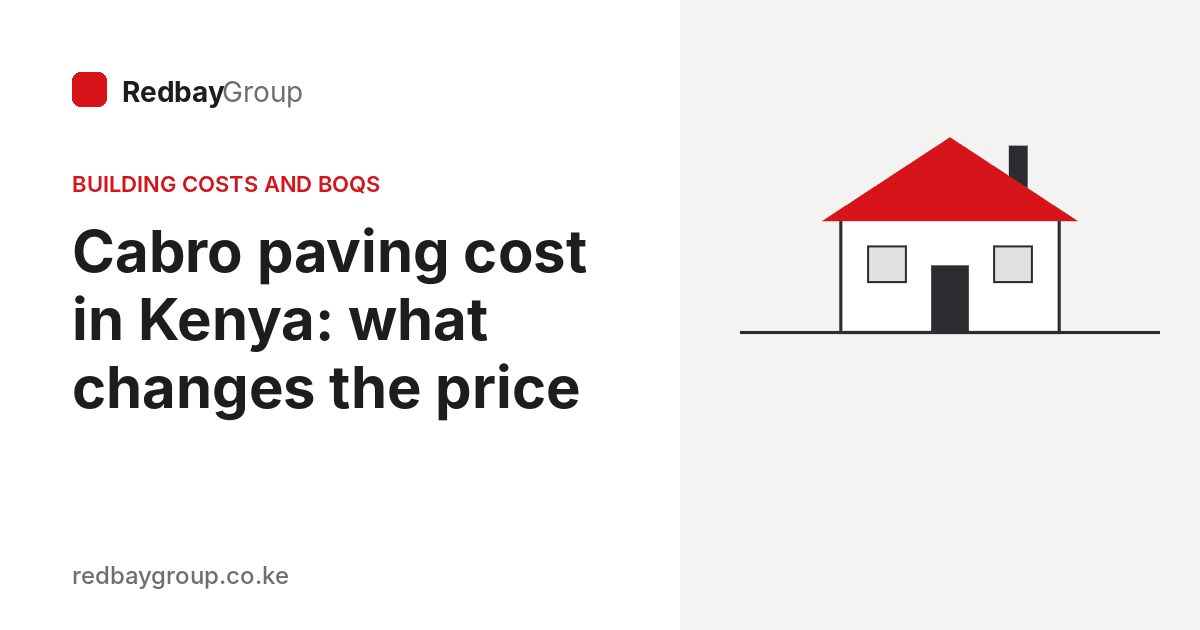 RedbayGroup
BUILDING COSTS AND BOQS
Cabro paving cost
in Kenya: what
changes the price
redbaygroup.co.ke